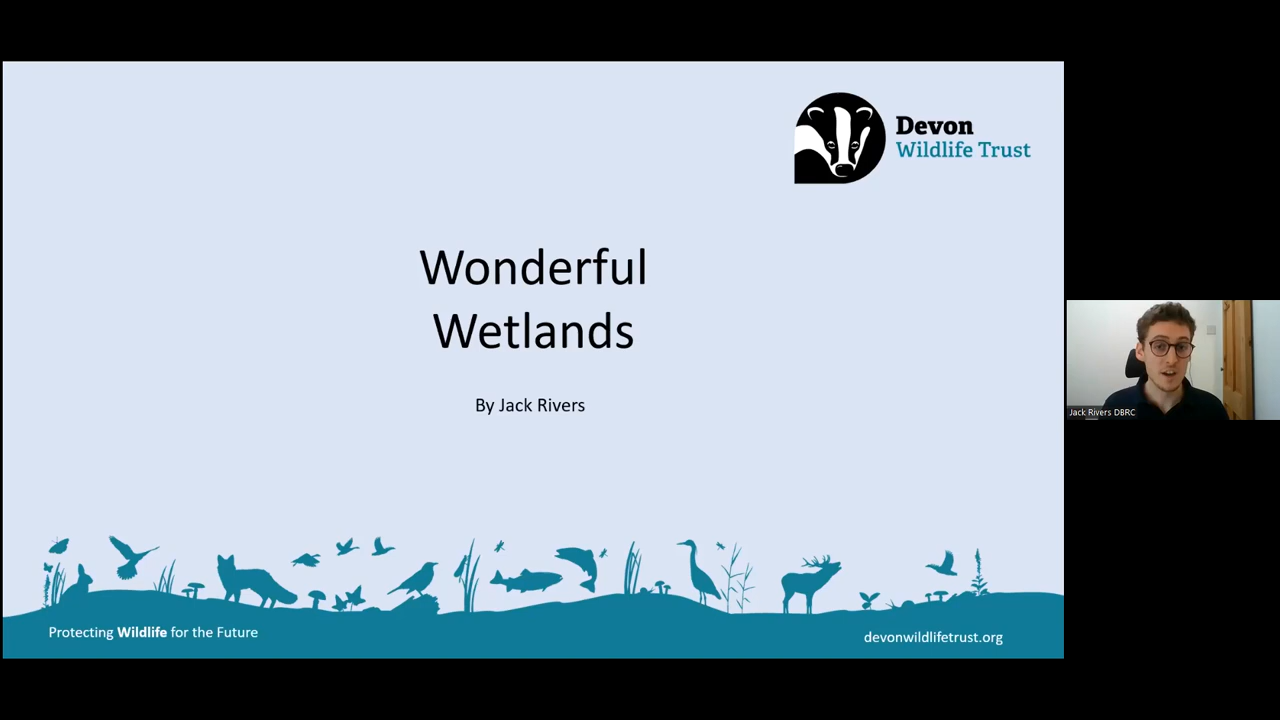 Devon
Wildlife Trust
Wonderful
Wetlands
By Jack Rivers
Jack Rivers DBRC
Protecting Wildlife for the Future
devonwildlifetrust.org